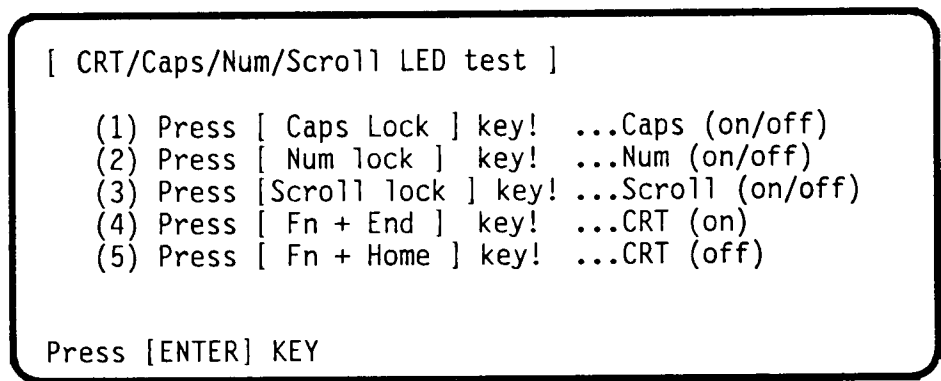 [ CRT/Caps/Num/Scroll LED test ]
(1) Press [ Caps Lock ] key! ...Caps (on/off)
(2) Press [ Num lock ] key! ...Num (on/off)
(3) Press [Scroll lock ] key! ...Scroll (on/off)
(4) Press [ Fn + End ] key! ...CRT (on)
(5) Press [ Fn + Home ] key! ...CRT (off)
Press [ENTER] KEY